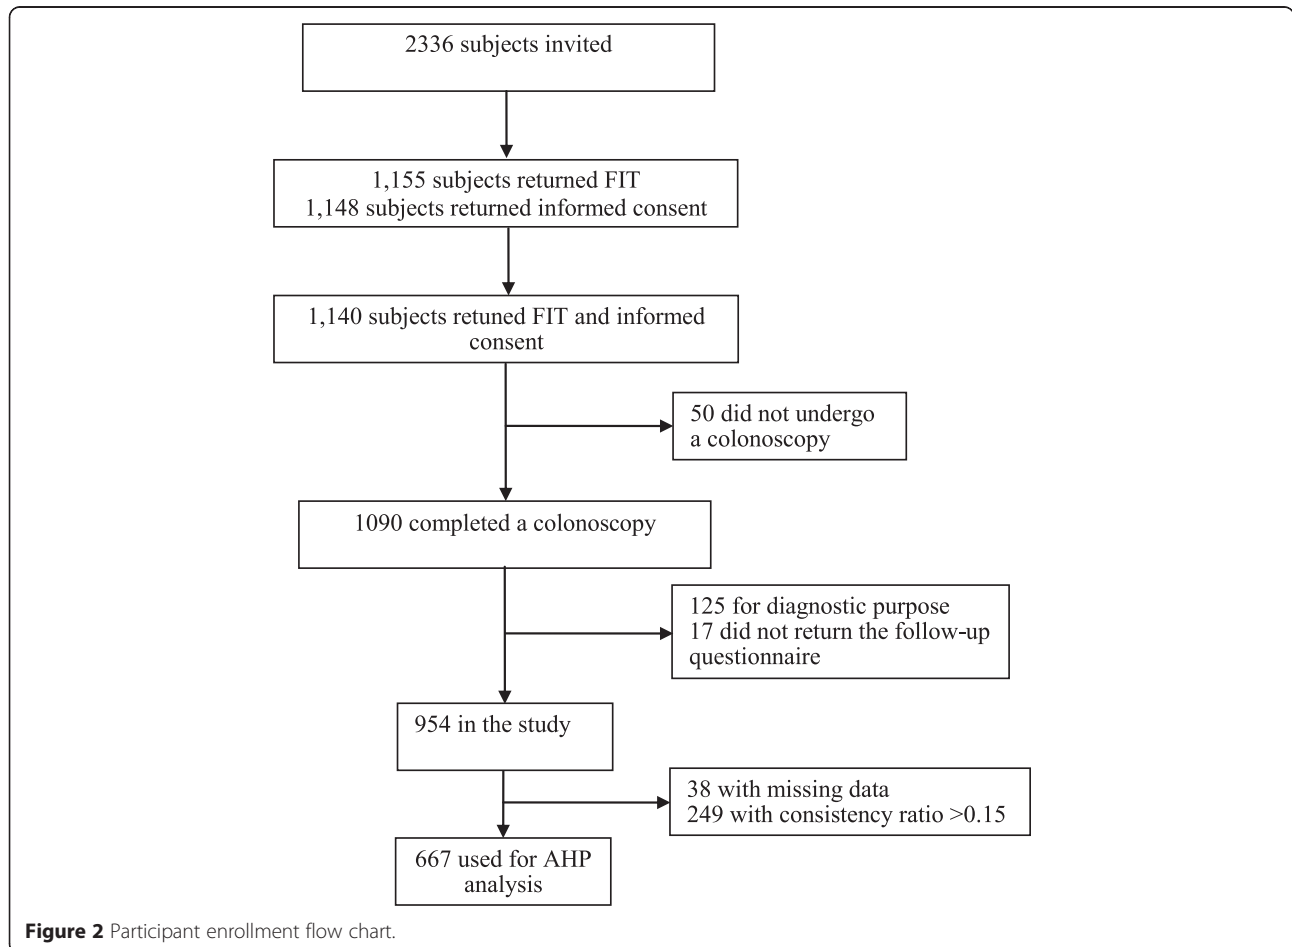 2336 subjects invited
1,155 subjects returned FIT
1,148 subjects returned informed consent
1,140 subjects retuned FIT and informed
consent
50 did not undergo
a colonoscopy
1090 completed a colonoscopy
125 for diagnostic purpose
17 did not return the follow-up
questionnaire
954 in the study
38 with missing data
249 with consistency ratio >0.15
667 used for AHP
analysis
Figure 2 Participant enrollment flow chart.